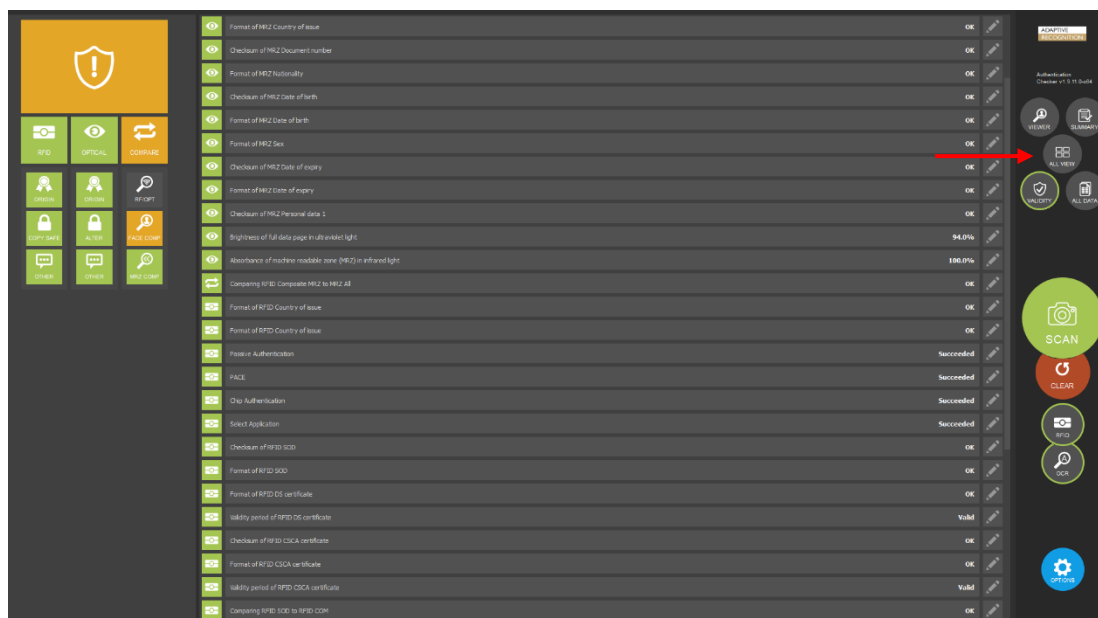 RFID
OPTICAL
COMPARE
ORIGIN
ORIGIN
RF/OPT
COPY SAFE
ALTER
FACE COMP
OTHER
OTHER
MRZ COMP
Format of MRZ Country of issue OK
Checksum of MRZ Document number OK
Format of MRZ Nationality OK
Checksum of MRZ Date of birth OK
Format of MRZ Date of birth OK
Format of MRZ Sex OK
Checksum of MRZ Date of expiry OK
Format of MRZ Date of expiry OK
Checksum of MRZ Personal data 1 OK
Brightness of full data page in ultraviolet light 94.0%
Absorbance of machine readable zone (MRZ) in infrared light 100.0%
Comparing RFID Composite MRZ to MRZ All OK
Format of RFID Country of issue OK
Format of RFID Country of issue OK
Passive Authentication Succeeded
PACE Succeeded
Chip Authentication Succeeded
Select Application Succeeded
Checksum of RFID SOD OK
Format of RFID SOD OK
Format of RFID DS certificate OK
Validity period of RFID DS certificate Valid
Checksum of RFID CSCA certificate OK
Format of RFID CSCA certificate OK
Validity period of RFID CSCA certificate Valid
Comparing RFID SOD to RFID COM OK
ADAPTIVE
RECOGNITION
Authentication
Checker
VIEWER
SUMMARY
ALL VIEW
VALIDITY
ALL DATA
SCAN
CLEAR
RFID
OCR
OPTIONS